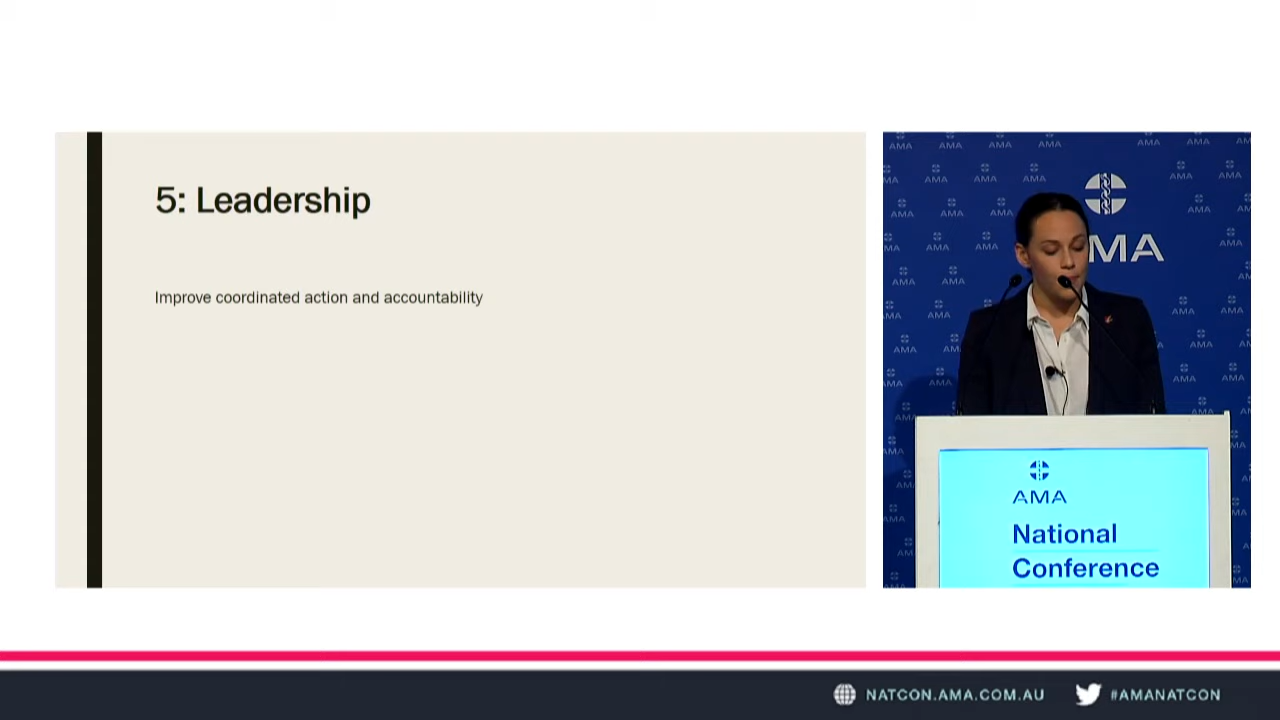 5: Leadership
Improve coordinated action and accountability
AMA
AMA
National
Conference
NATCON.AMA.COM.AU
#AMANATCON